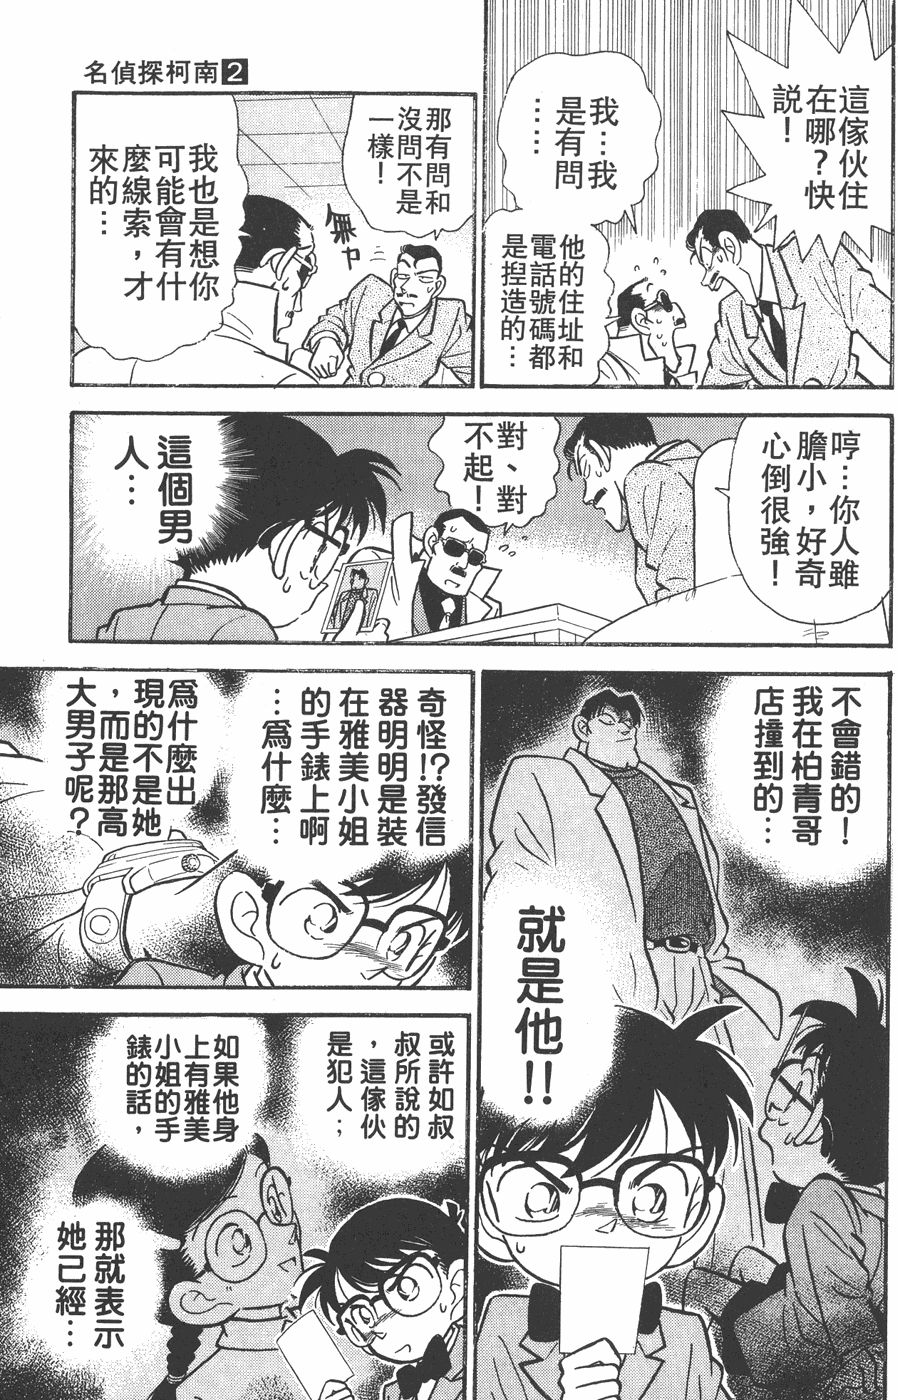 名偵探柯南2
這傢伙住
在哪?快
說!
我…我
是有問
……
他的住址和
電話號碼都
是捏造的…
那有問和
沒問不是
一樣!
無力
我也是想你
可能會有什
麼線索,才
來的…
哼…你人雖
膽小,好奇
心倒很強!
對、對
不起!
這個男
人…
不會錯的!
我在柏青哥
店撞到的…
就是他!!
奇怪!?發信
器明明是裝
在雅美小姐
的手錶上啊
…為什麼…
為什麼出
現的不是她
,而是那高
大男子呢?
或許如叔
叔所說的
,這傢伙
是犯人;
如果他身
上有雅美
小姐的手
錶的話,
那就表示
她已經…